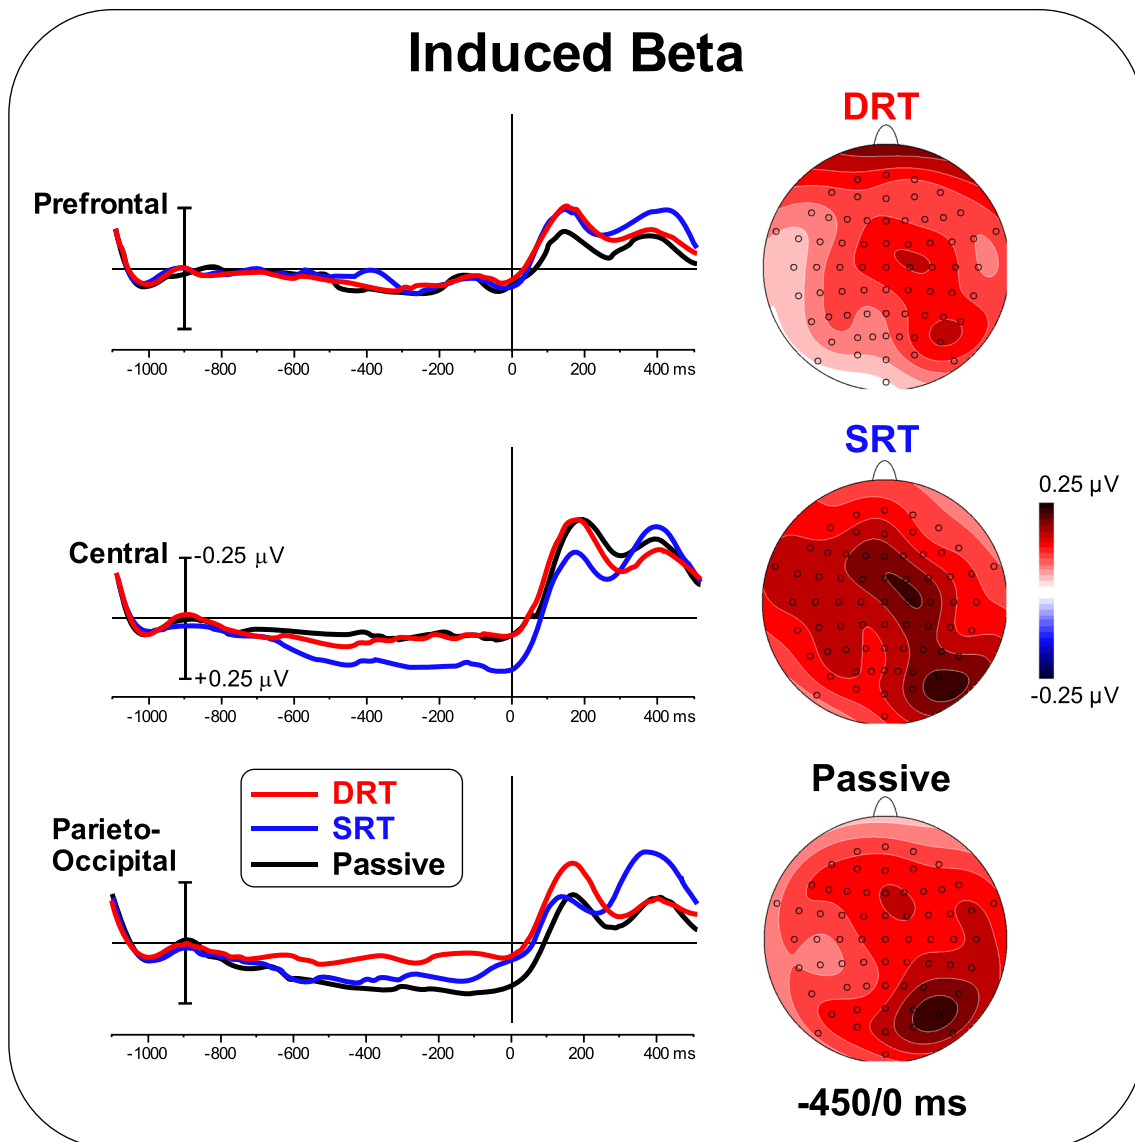 Induced Beta
DRT
Prefrontal
-1000 -800 -600 -400 -200 0 200 400 ms
SRT
0.25 µV
-0.25 µV
Central
-0.25 µV
+0.25 µV
-1000 -800 -600 -400 -200 0 200 400 ms
Passive
DRT
SRT
Passive
Parieto-
Occipital
-1000 -800 -600 -400 -200 0 200 400 ms
-450/0 ms